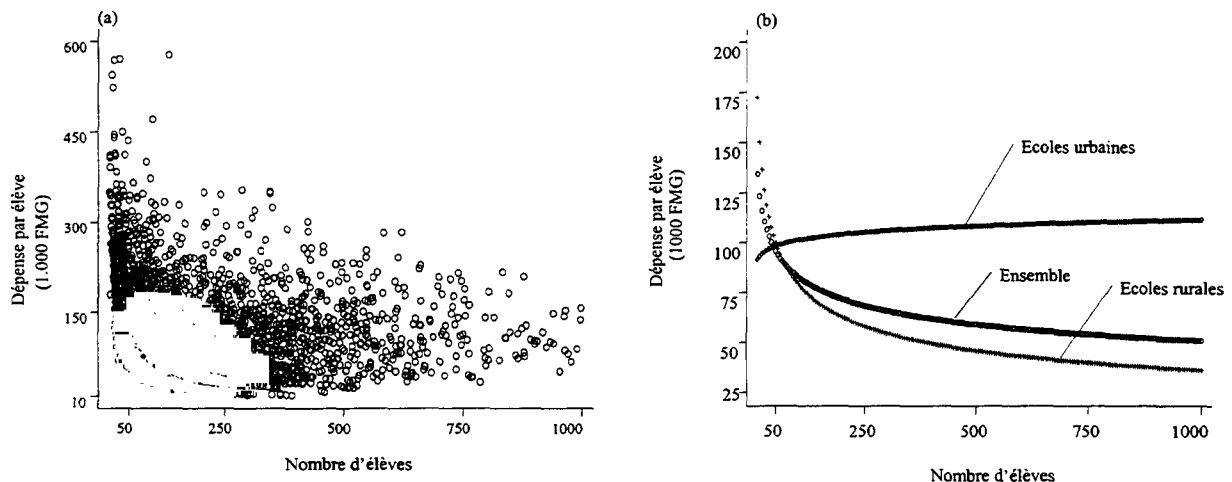 (a)
600
450
300
150
10
Dépense par élève
(1.000 FMG)
50
250
500
750
1000
Nombre d'élèves
(b)
200
175
150
125
100
75
50
25
Dépense par élève
(1000 FMG)
Ecoles urbaines
Ensemble
Ecoles rurales
50
250
500
750
1000
Nombre d'élèves